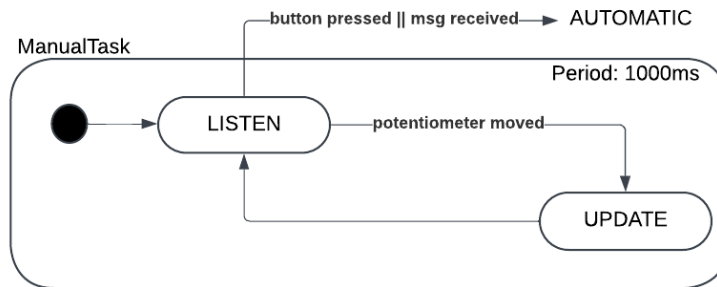 button pressed || msg received
AUTOMATIC
ManualTask
Period: 1000ms
LISTEN
potentiometer moved
UPDATE